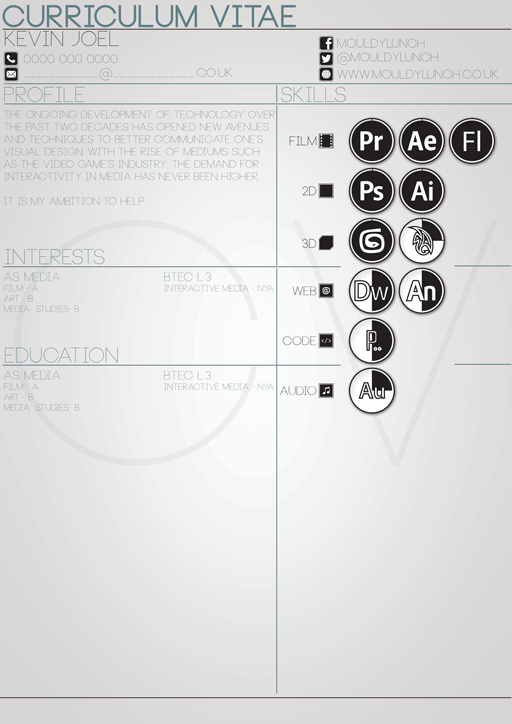 CURRICULUM VITAE
KEVIN JOEL
0000 000 0000
____________@______________.CO.UK
MOULDYLUNCH
@MOULDYLUNCH
WWW.MOULDYLUNCH.CO.UK
PROFILE
THE ONGOING DEVELOPMENT OF TECHNOLOGY OVER
THE PAST TWO DECADES HAS OPENED NEW AVENUES
AND TECHNIQUES TO BETTER COMMUNICATE ONE'S
VISUAL DESIGN. WITH THE RISE OF MEDIUMS SUCH
AS THE VIDEO GAMES INDUSTRY, THE DEMAND FOR
INTERACTIVITY IN MEDIA HAS NEVER BEEN HIGHER.
IT IS MY AMBITION TO HELP
INTERESTS
AS MEDIA
FILM - A
ART - B
MEDIA STUDIES- B
BTEC L3
INTERACTIVE MEDIA - NYA
EDUCATION
AS MEDIA
FILM - A
ART - B
MEDIA STUDIES- B
BTEC L3
INTERACTIVE MEDIA - NYA
SKILLS
FILM
Pr Ae Fl
2D
Ps Ai
3D
WEB @
Dw An
CODE </>
P..
AUDIO
Au
CV